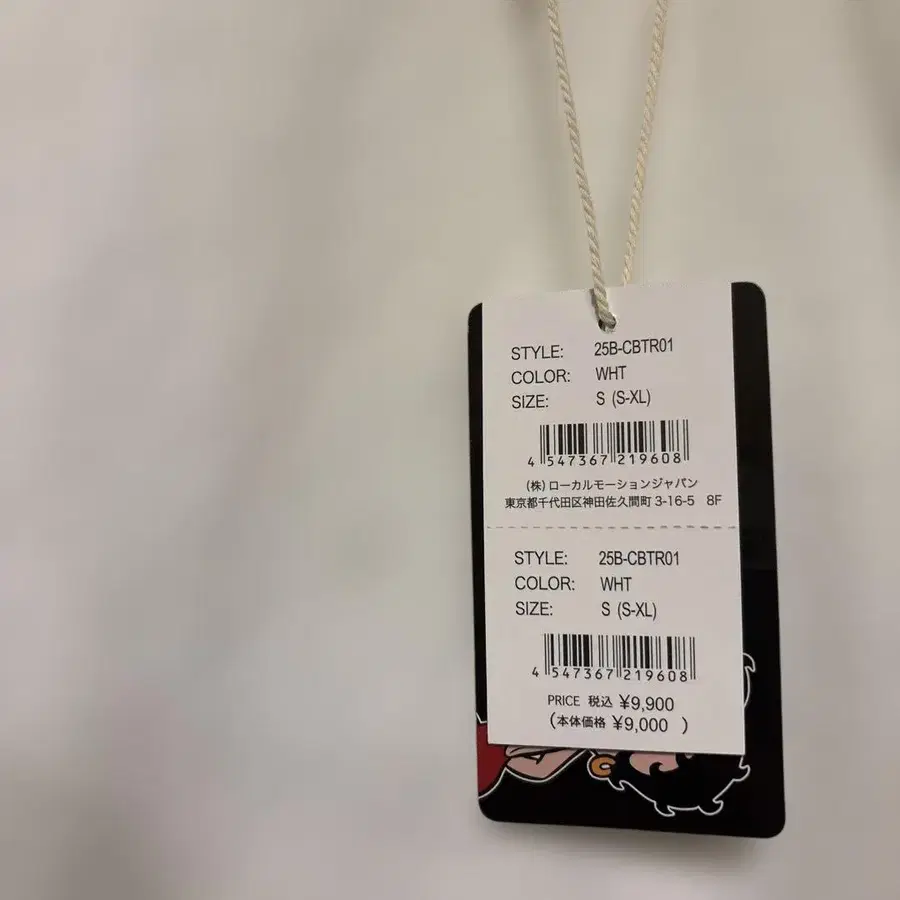 STYLE: 25B-CBTR01
COLOR: WHT
SIZE: S (S-XL)
4 547367 219608
(株)ローカルモーションジャパン
東京都千代田区神田佐久間町3-16-5 8F
STYLE: 25B-CBTR01
COLOR: WHT
SIZE: S (S-XL)
4 547367 219608
PRICE 税込 ¥9,900
(本体価格 ¥9,000 )